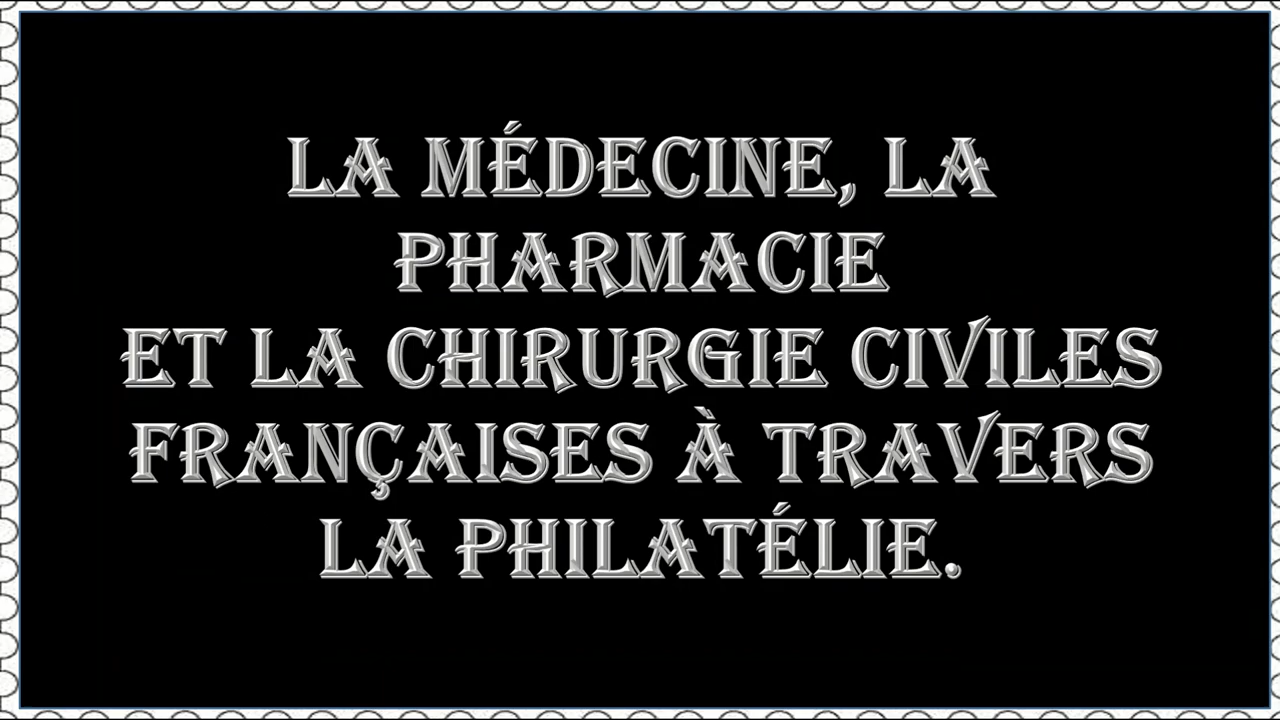 LA MÉDECINE, LA
PHARMACIE
ET LA CHIRURGIE CIVILES
FRANÇAISES À TRAVERS
LA PHILATÉLIE.